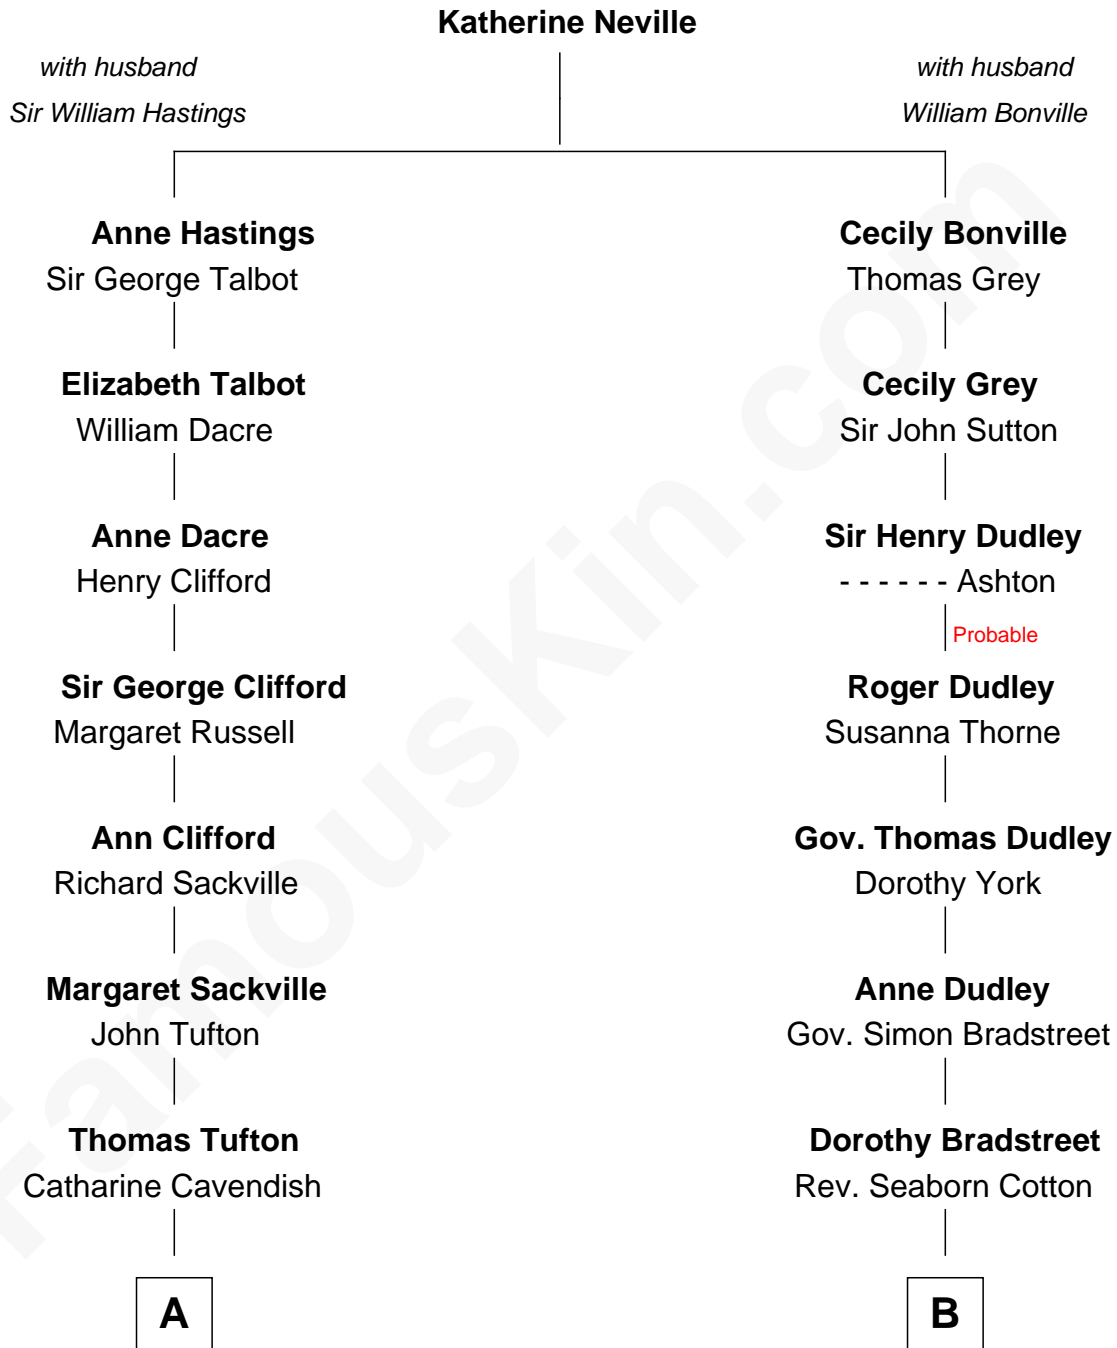 Katherine Neville
with husband
Sir William Hastings
with husband
William Bonville
Anne Hastings
Sir George Talbot
Cecily Bonville
Thomas Grey
Elizabeth Talbot
William Dacre
Cecily Grey
Sir John Sutton
Anne Dacre
Henry Clifford
Sir Henry Dudley
- - - - - - Ashton
Probable
Sir George Clifford
Margaret Russell
Roger Dudley
Susanna Thorne
Ann Clifford
Richard Sackville
Gov. Thomas Dudley
Dorothy York
Margaret Sackville
John Tufton
Anne Dudley
Gov. Simon Bradstreet
Thomas Tufton
Catharine Cavendish
Dorothy Bradstreet
Rev. Seaborn Cotton
A
B
FamousKin.com